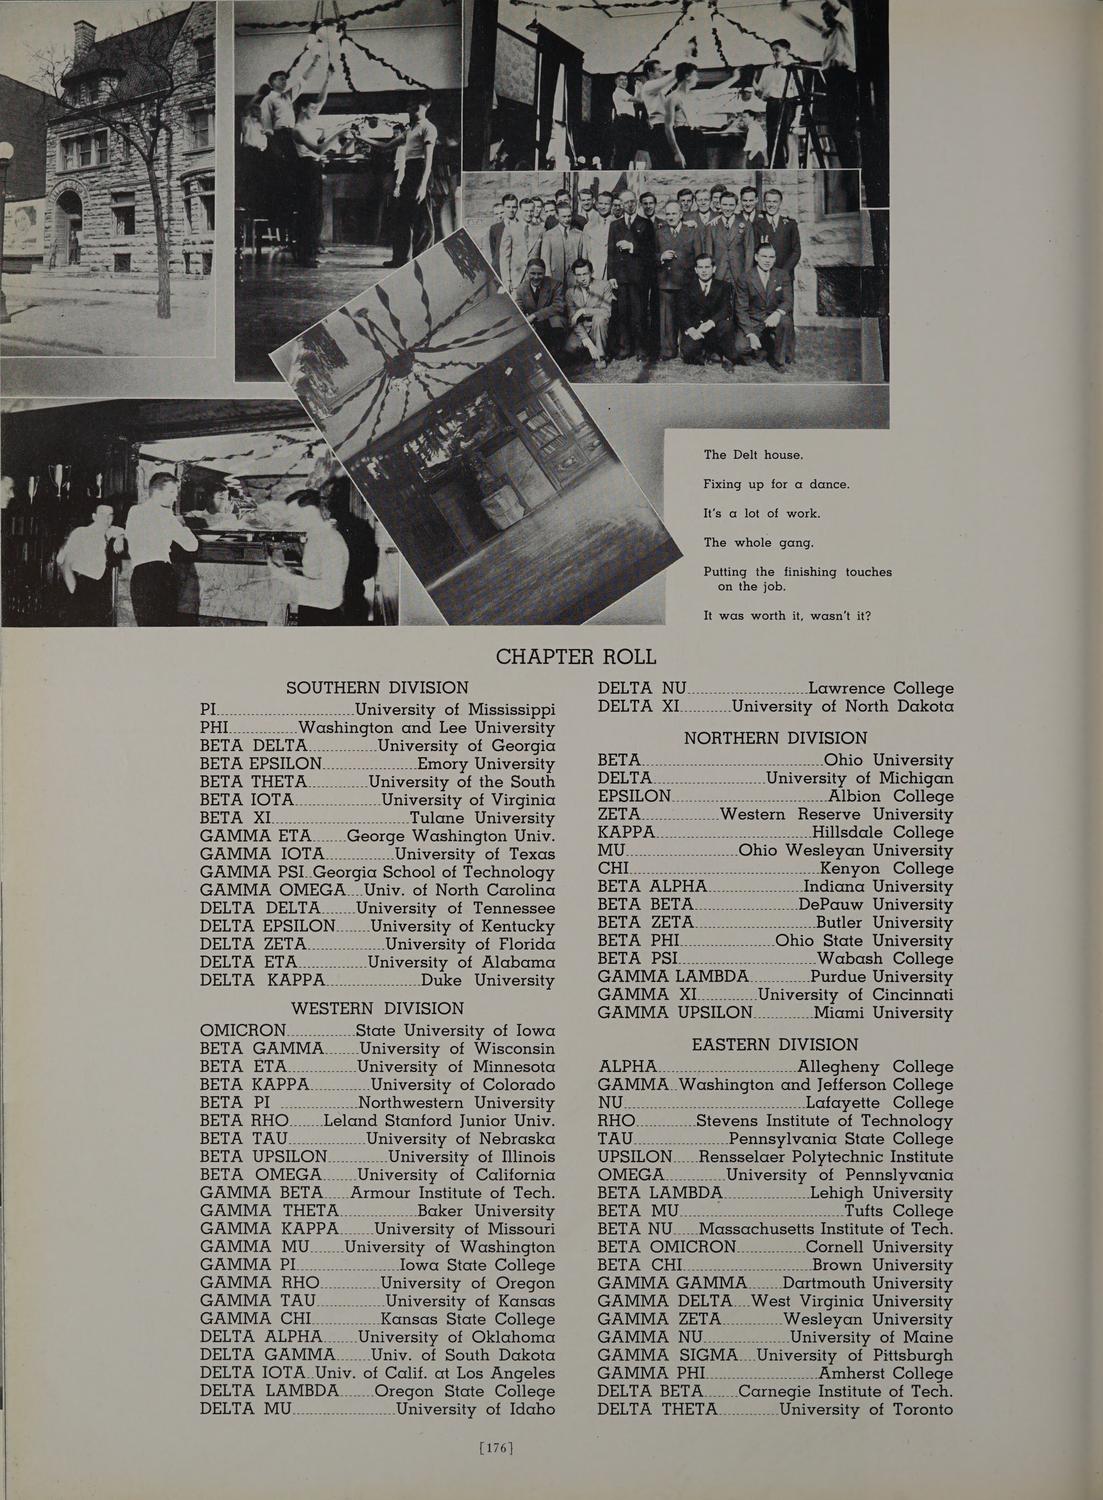 The Delt house.
Fixing up for a dance.
It's a lot of work.
The whole gang.
Putting the finishing touches
on the job.
It was worth it, wasn't it?
CHAPTER ROLL
SOUTHERN DIVISION
PI........................University of Mississippi
PHI...............Washington and Lee University
BETA DELTA...............University of Georgia
BETA EPSILON.....................Emory University
BETA THETA.............University of the South
BETA IOTA...................University of Virginia
BETA XI..............................Tulane University
GAMMA ETA.......George Washington Univ.
GAMMA IOTA...............University of Texas
GAMMA PSI..Georgia School of Technology
GAMMA OMEGA....Univ. of North Carolina
DELTA DELTA.......University of Tennessee
DELTA EPSILON.......University of Kentucky
DELTA ZETA.................University of Florida
DELTA ETA...............University of Alabama
DELTA KAPPA.....................Duke University
WESTERN DIVISION
OMICRON...............State University of Iowa
BETA GAMMA.......University of Wisconsin
BETA ETA...............University of Minnesota
BETA KAPPA.............University of Colorado
BETA PI .................Northwestern University
BETA RHO.......Leland Stanford Junior Univ.
BETA TAU.................University of Nebraska
BETA UPSILON.............University of Illinois
BETA OMEGA.......University of California
GAMMA BETA.....Armour Institute of Tech.
GAMMA THETA.................Baker University
GAMMA KAPPA......University of Missouri
GAMMA MU.......University of Washington
GAMMA PI......................Iowa State College
GAMMA RHO.............University of Oregon
GAMMA TAU...............University of Kansas
GAMMA CHI...............Kansas State College
DELTA ALPHA.......University of Oklahoma
DELTA GAMMA.......Univ. of South Dakota
DELTA IOTA..Univ. of Calif. at Los Angeles
DELTA LAMBDA.......Oregon State College
DELTA MU......................University of Idaho
DELTA NU..........................Lawrence College
DELTA XI...........University of North Dakota
NORTHERN DIVISION
BETA.......................................Ohio University
DELTA........................University of Michigan
EPSILON..................................Albion College
ZETA.................Western Reserve University
KAPPA..................................Hillsdale College
MU........................Ohio Wesleyan University
CHI.........................................Kenyon College
BETA ALPHA.....................Indiana University
BETA BETA.......................DePauw University
BETA ZETA...........................Butler University
BETA PHI.....................Ohio State University
BETA PSI..............................Wabash College
GAMMA LAMBDA.............Purdue University
GAMMA XI.............University of Cincinnati
GAMMA UPSILON.............Miami University
EASTERN DIVISION
ALPHA..............................Allegheny College
GAMMA..Washington and Jefferson College
NU.......................................Lafayette College
RHO.............Stevens Institute of Technology
TAU....................Pennsylvania State College
UPSILON.....Rensselaer Polytechnic Institute
OMEGA.............University of Pennslyvania
BETA LAMBDA...................Lehigh University
BETA MU...................................Tufts College
BETA NU.....Massachusetts Institute of Tech.
BETA OMICRON...............Cornell University
BETA CHI............................Brown University
GAMMA GAMMA.......Dartmouth University
GAMMA DELTA....West Virginia University
GAMMA ZETA.............Wesleyan University
GAMMA NU...................University of Maine
GAMMA SIGMA....University of Pittsburgh
GAMMA PHI........................Amherst College
DELTA BETA.......Carnegie Institute of Tech.
DELTA THETA.............University of Toronto
[176]